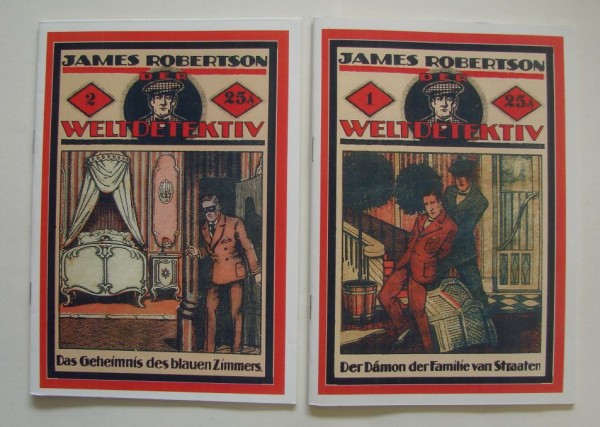 JAMES ROBERTSON
DER
2
25₰
WELTDETEKTIV
Das Geheimnis des blauen Zimmers.
JAMES ROBERTSON
DER
1
25₰
WELTDETEKTIV
Der Dämon der Familie van Straaten